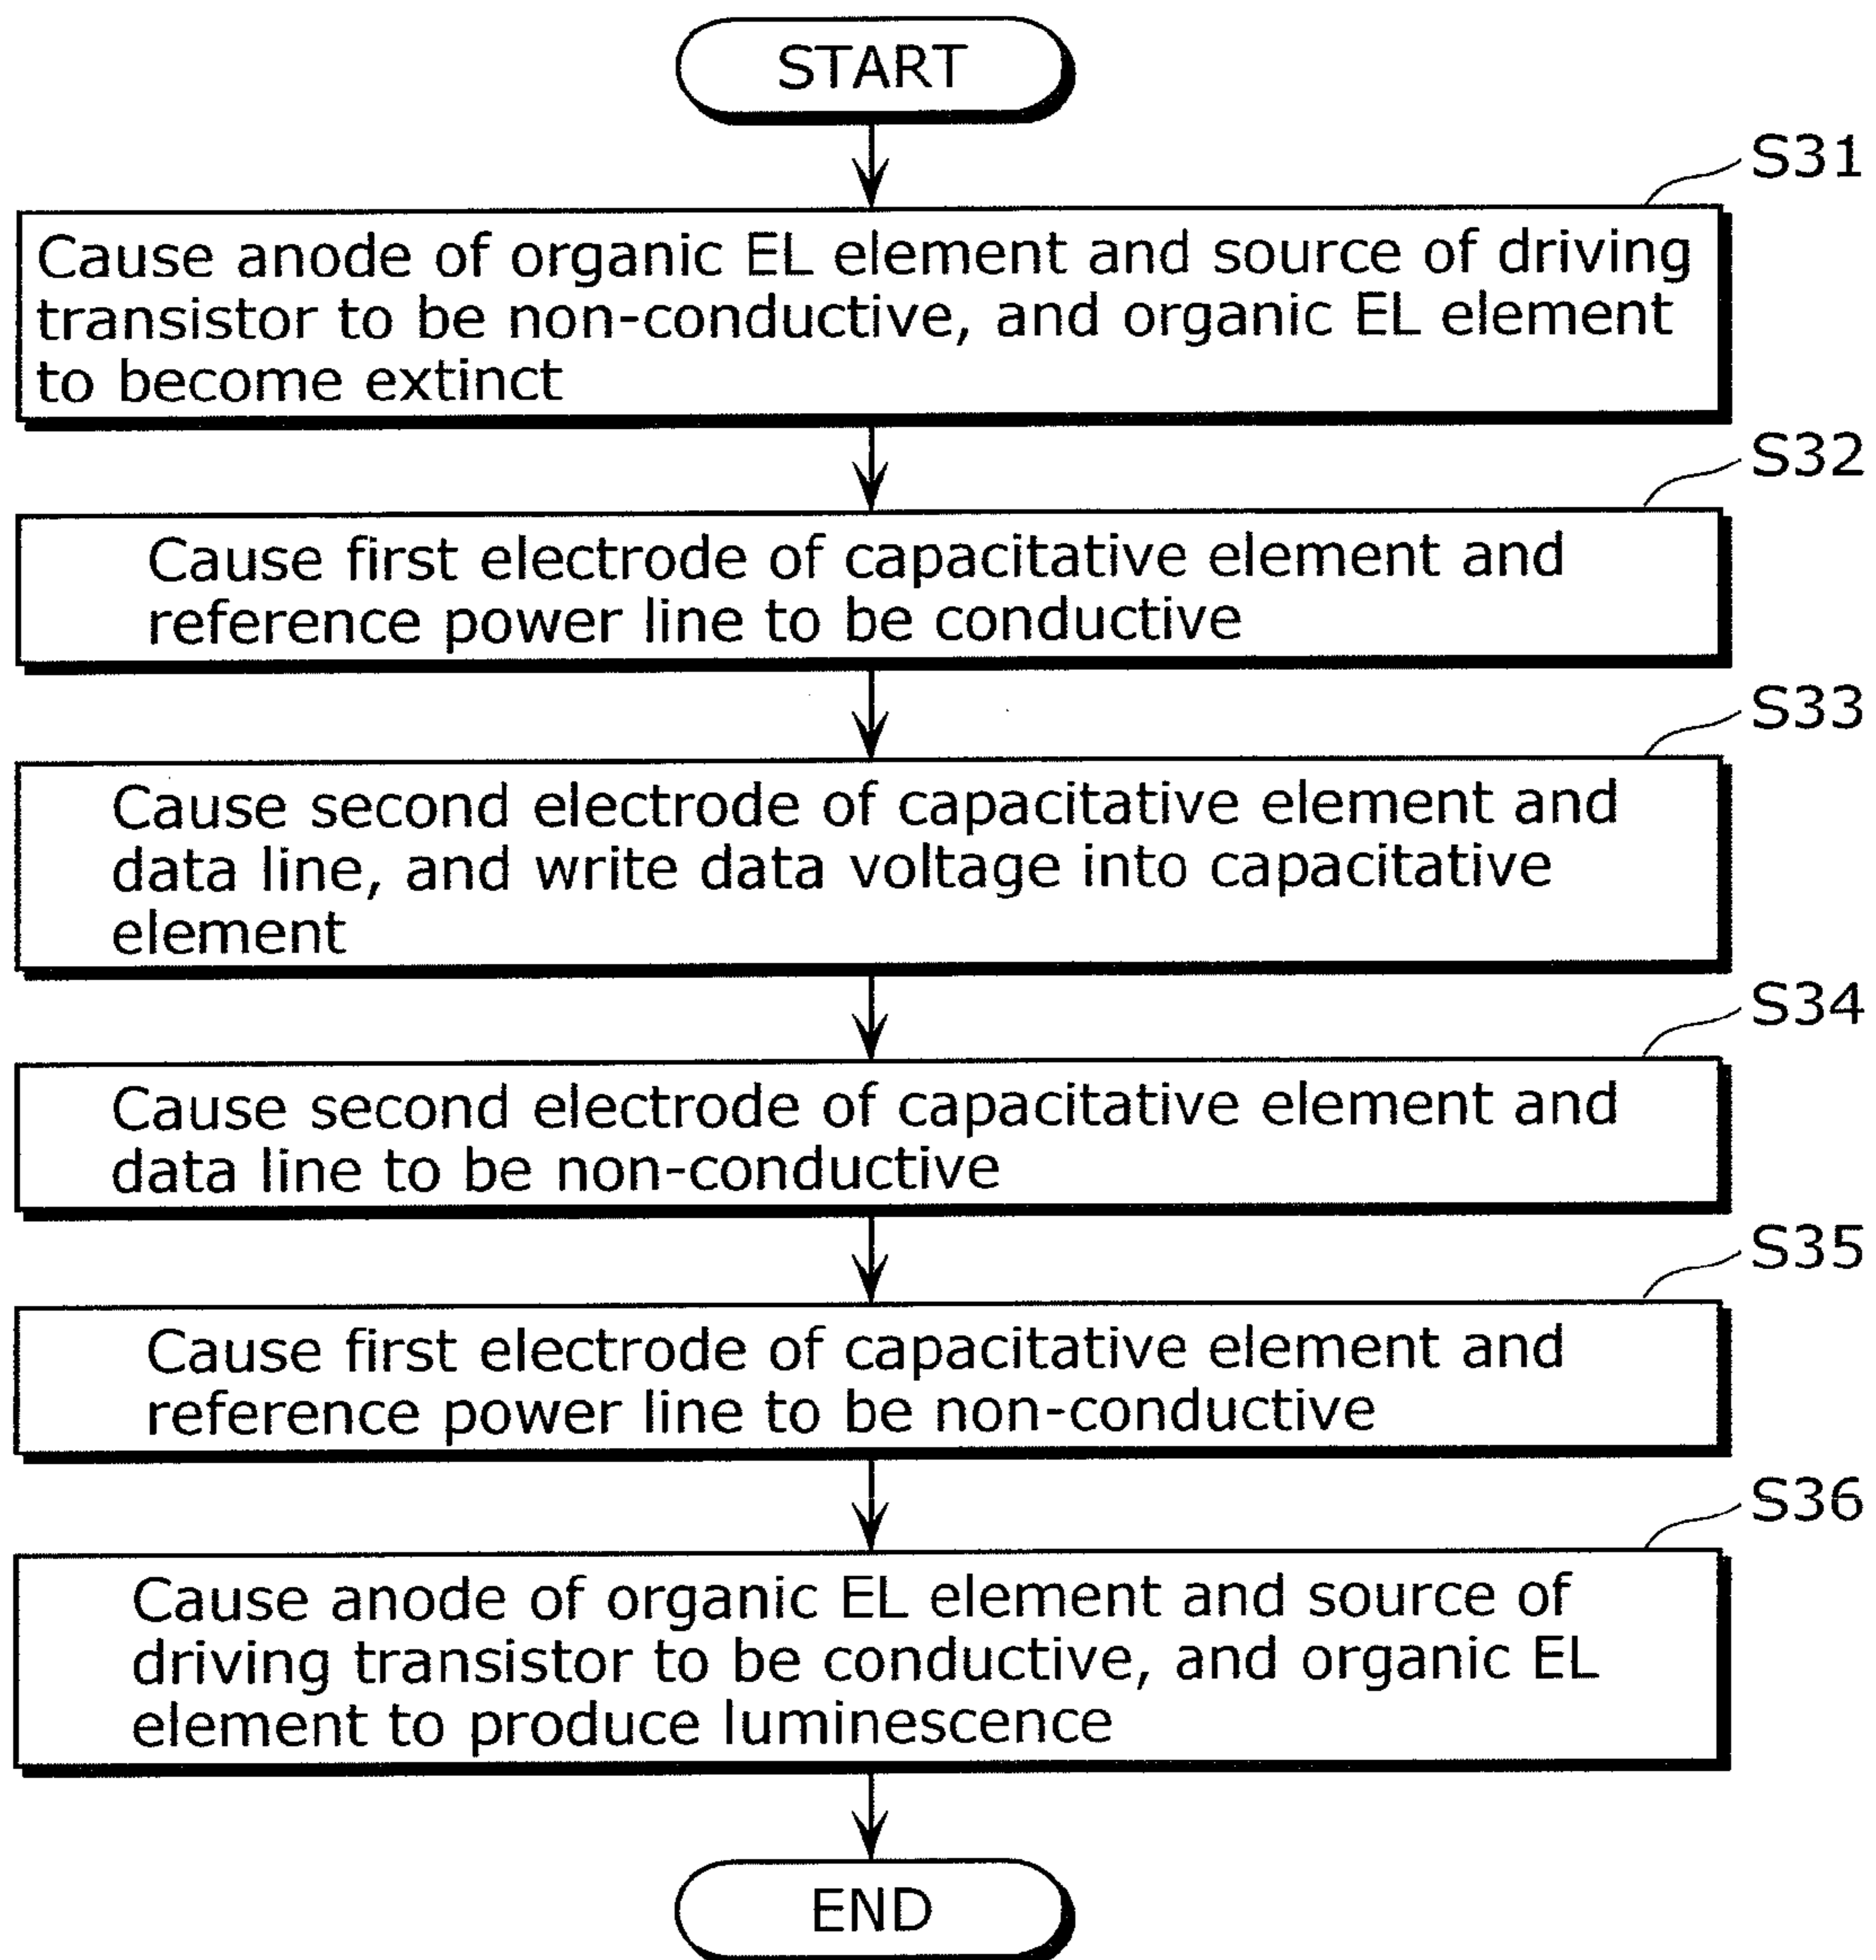 START
S31
Cause anode of organic EL element and source of driving
transistor to be non-conductive, and organic EL element
to become extinct
S32
Cause first electrode of capacitative element and
reference power line to be conductive
S33
Cause second electrode of capacitative element and
data line, and write data voltage into capacitative
element
S34
Cause second electrode of capacitative element and
data line to be non-conductive
S35
Cause first electrode of capacitative element and
reference power line to be non-conductive
S36
Cause anode of organic EL element and source of
driving transistor to be conductive, and organic EL
element to produce luminescence
END